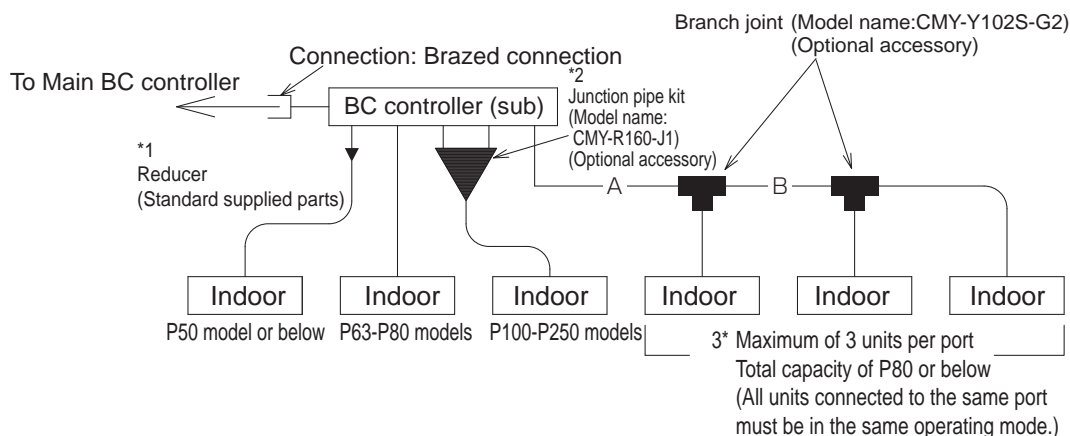 Branch joint (Model name:CMY-Y102S-G2)
(Optional accessory)
Connection: Brazed connection
To Main BC controller
*2
Junction pipe kit
(Model name:
CMY-R160-J1)
(Optional accessory)
BC controller (sub)
*1
Reducer
(Standard supplied parts)
A
B
Indoor
Indoor
Indoor
Indoor
Indoor
Indoor
P50 model or below
P63-P80 models
P100-P250 models
3* Maximum of 3 units per port
Total capacity of P80 or below
(All units connected to the same port
must be in the same operating mode.)